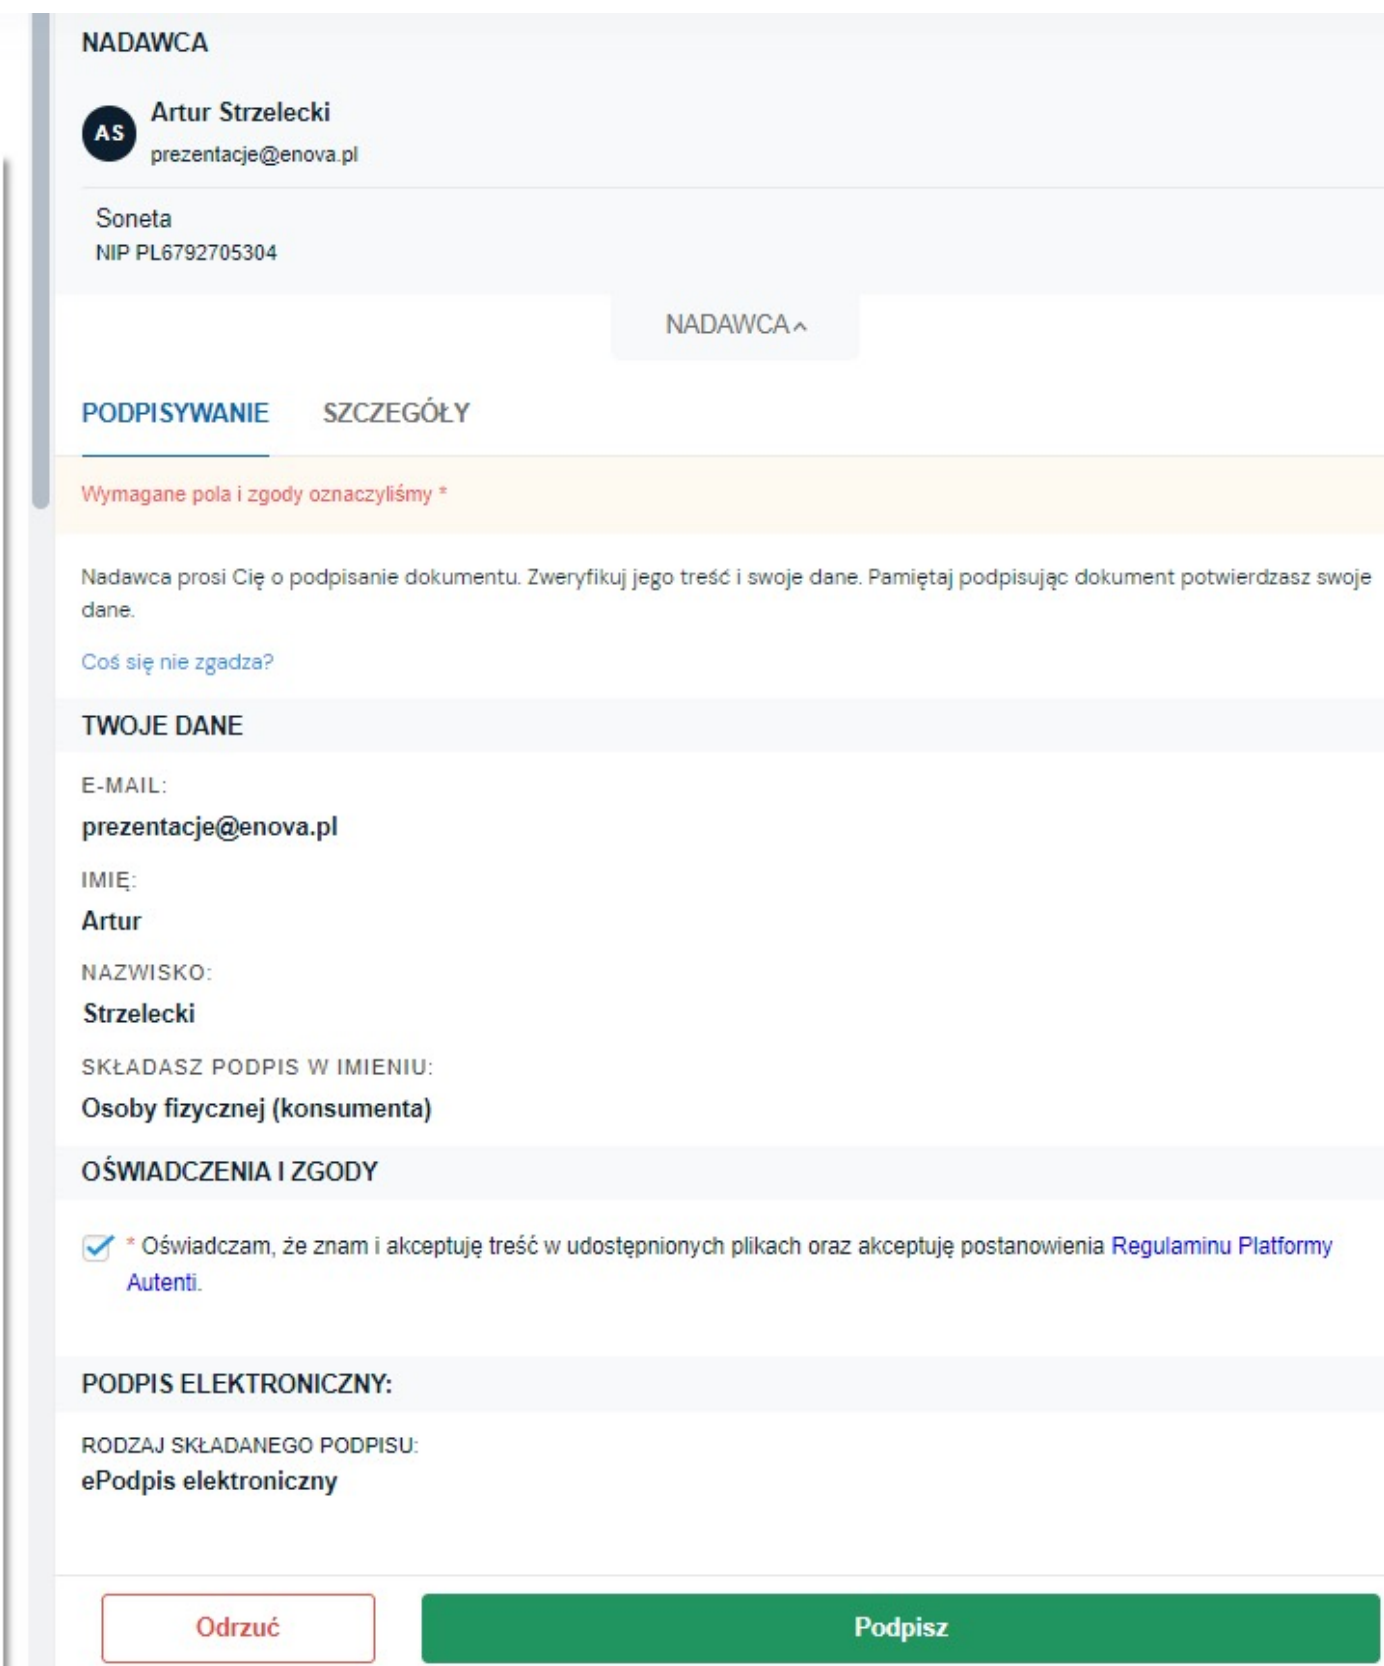 NADAWCA
AS
Artur Strzelecki
prezentacje@enova.pl
Soneta
NIP PL6792705304
NADAWCA
PODPISYWANIE SZCZEGÓŁY
Wymagane pola i zgody oznaczyliśmy *
Nadawca prosi Cię o podpisanie dokumentu. Zweryfikuj jego treść i swoje dane. Pamiętaj podpisując dokument potwierdzasz swoje
dane.
Coś się nie zgadza?
TWOJE DANE
E-MAIL:
prezentacje@enova.pl
IMIĘ:
Artur
NAZWISKO:
Strzelecki
SKŁADASZ PODPIS W IMIENIU:
Osoby fizycznej (konsumenta)
OŚWIADCZENIA I ZGODY
* Oświadczam, że znam i akceptuję treść w udostępnionych plikach oraz akceptuję postanowienia Regulaminu Platformy
Autenti.
PODPIS ELEKTRONICZNY:
RODZAJ SKŁADANEGO PODPISU:
ePodpis elektroniczny
Odrzuć Podpisz